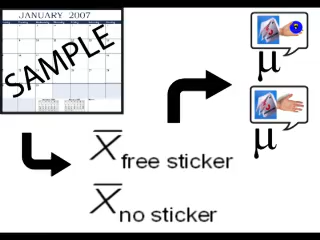 JANUARY 2007
SAMPLE
μ
μ
X̄ free sticker
X̄ no sticker